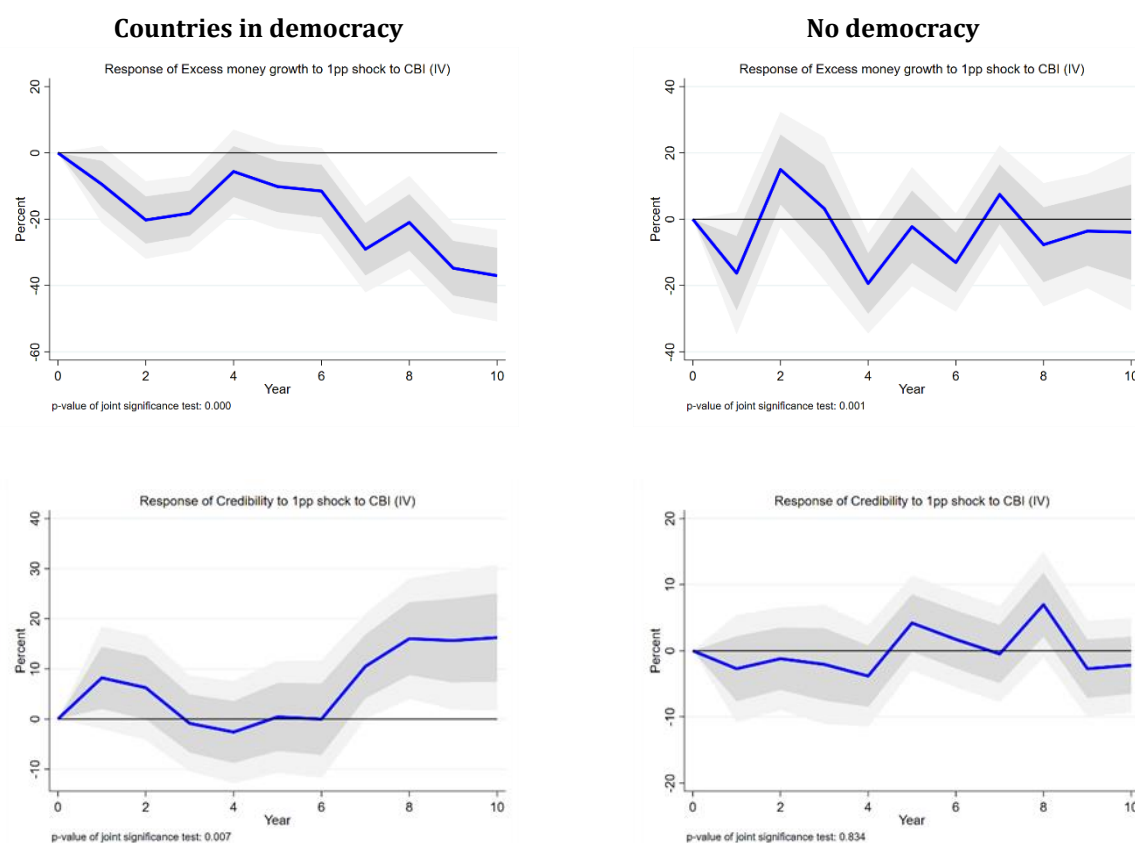 Countries in democracy
No democracy
Response of Excess money growth to 1pp shock to CBI (IV)
20
0
-20
-40
-60
Percent
0 2 4 6 8 10
Year
p-value of joint significance test: 0.000
Response of Excess money growth to 1pp shock to CBI (IV)
40
20
0
-20
-40
Percent
0 2 4 6 8 10
Year
p-value of joint significance test: 0.001
Response of Credibility to 1pp shock to CBI (IV)
40
30
20
10
0
-10
Percent
0 2 4 6 8 10
Year
p-value of joint significance test: 0.007
Response of Credibility to 1pp shock to CBI (IV)
20
10
0
-10
-20
Percent
0 2 4 6 8 10
Year
p-value of joint significance test: 0.834